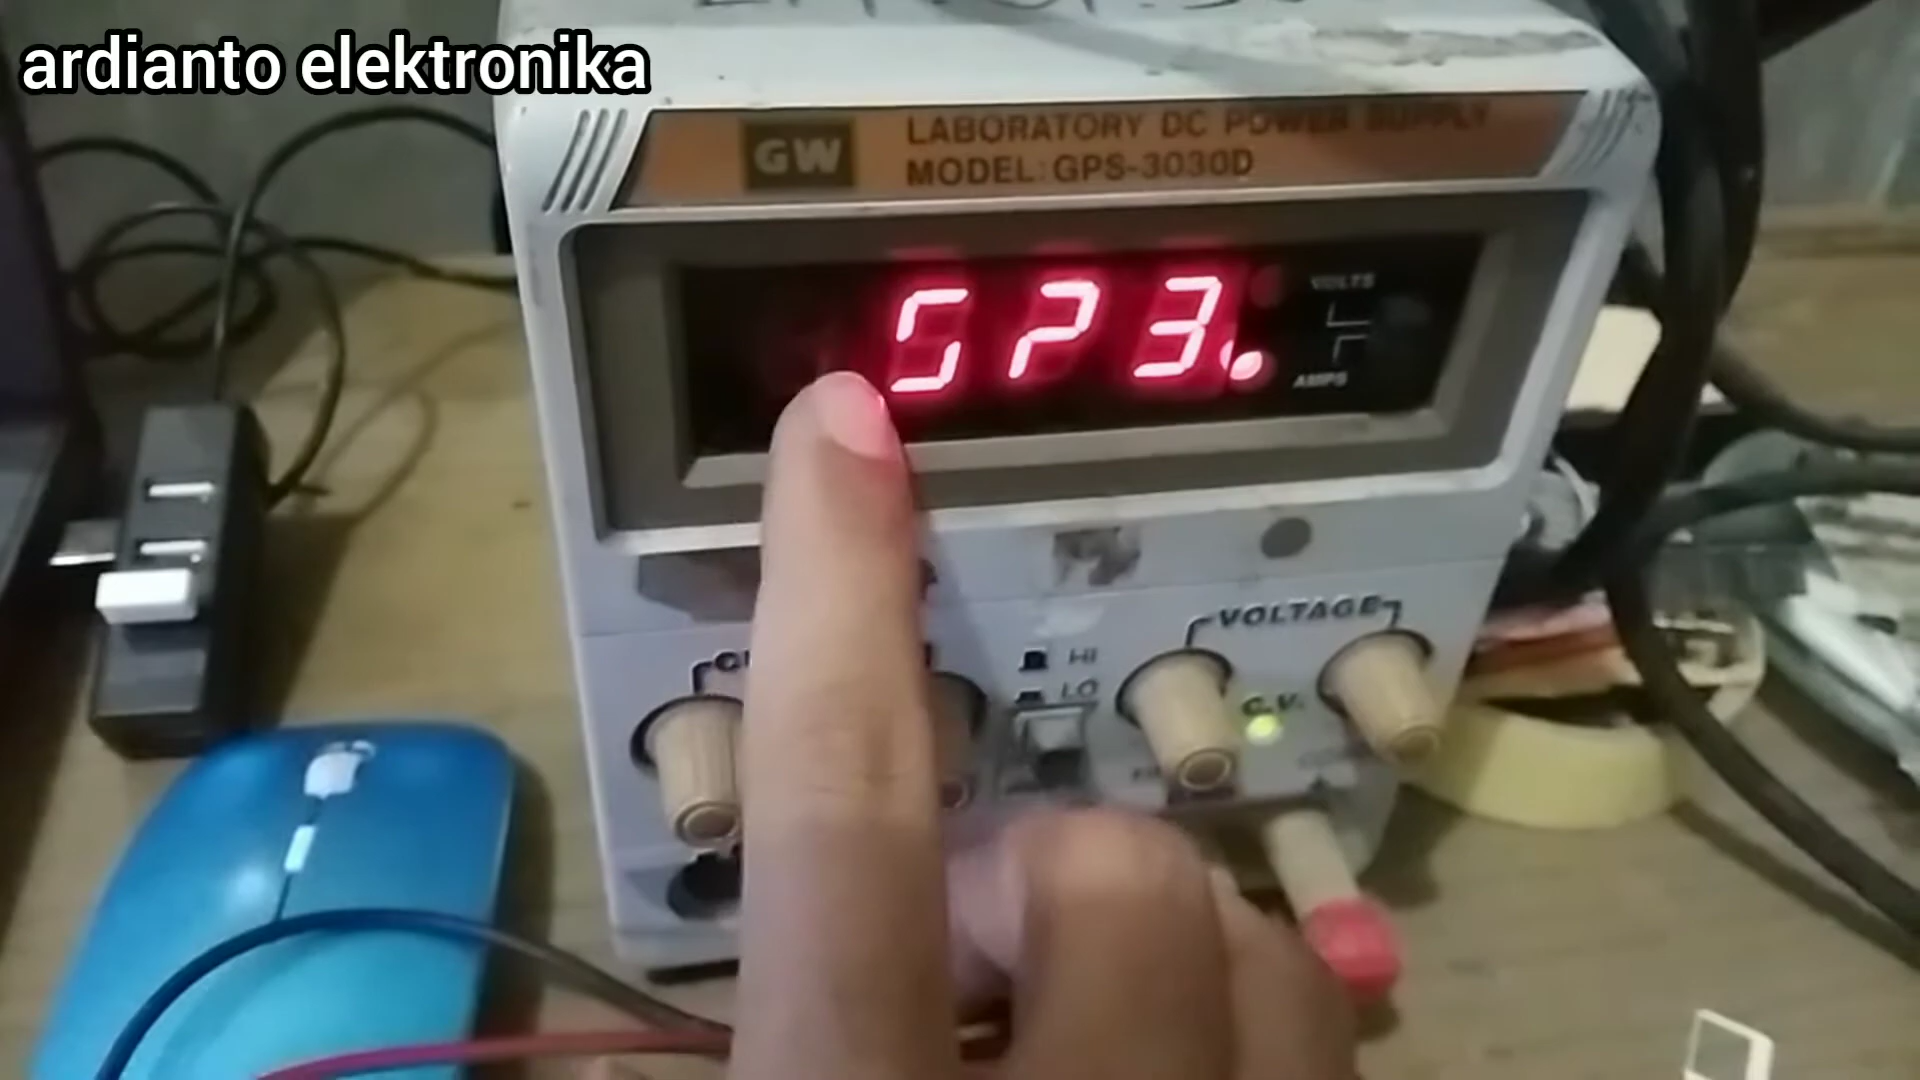 ardianto elektronika
GW
LABORATORY DC POWER SUPPLY
MODEL: GPS-3030D
VOLTS
AMPS
VOLTAGE
HI
LO
C.V.